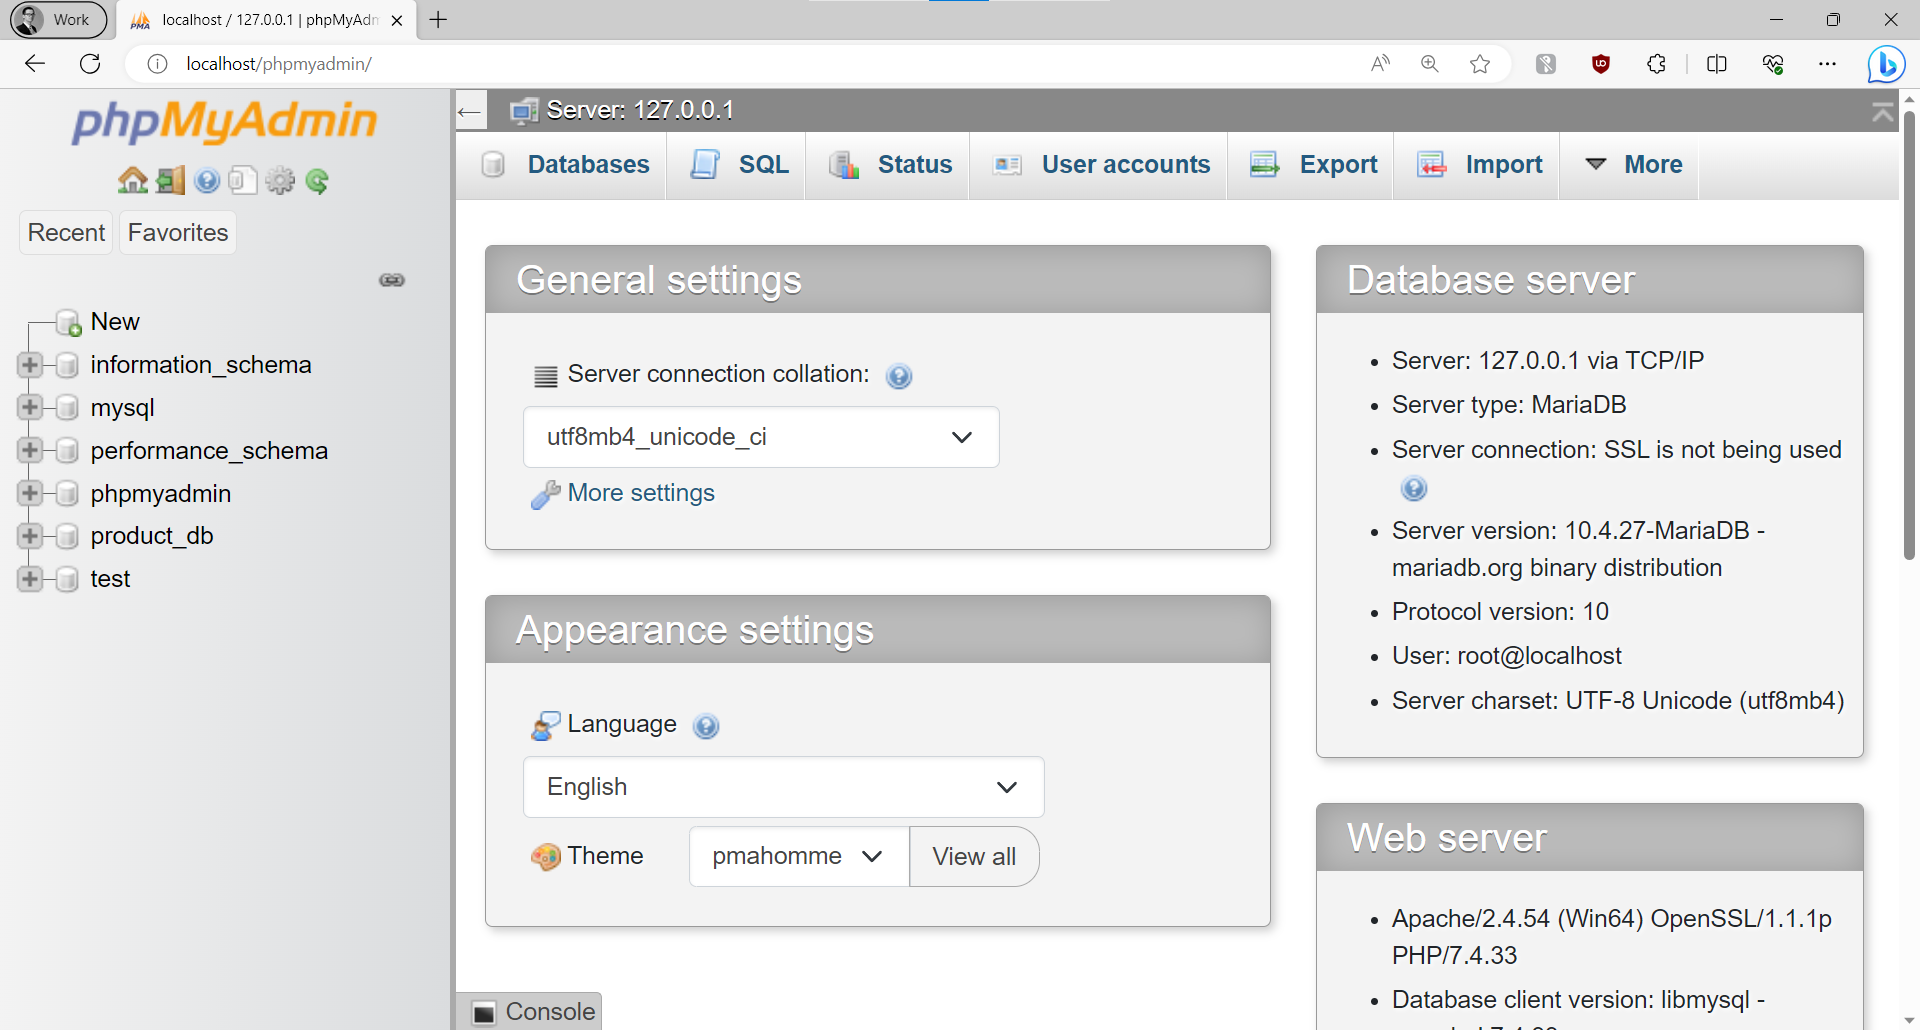 Work
localhost / 127.0.0.1 | phpMyAdm
localhost/phpmyadmin/
phpMyAdmin
Recent
Favorites
New
information_schema
mysql
performance_schema
phpmyadmin
product_db
test
Server: 127.0.0.1
Databases
SQL
Status
User accounts
Export
Import
More
General settings
Server connection collation:
utf8mb4_unicode_ci
More settings
Appearance settings
Language
English
Theme
pmahomme
View all
Database server
Server: 127.0.0.1 via TCP/IP
Server type: MariaDB
Server connection: SSL is not being used
Server version: 10.4.27-MariaDB -
mariadb.org binary distribution
Protocol version: 10
User: root@localhost
Server charset: UTF-8 Unicode (utf8mb4)
Web server
Apache/2.4.54 (Win64) OpenSSL/1.1.1p
PHP/7.4.33
Database client version: libmysql -
Console